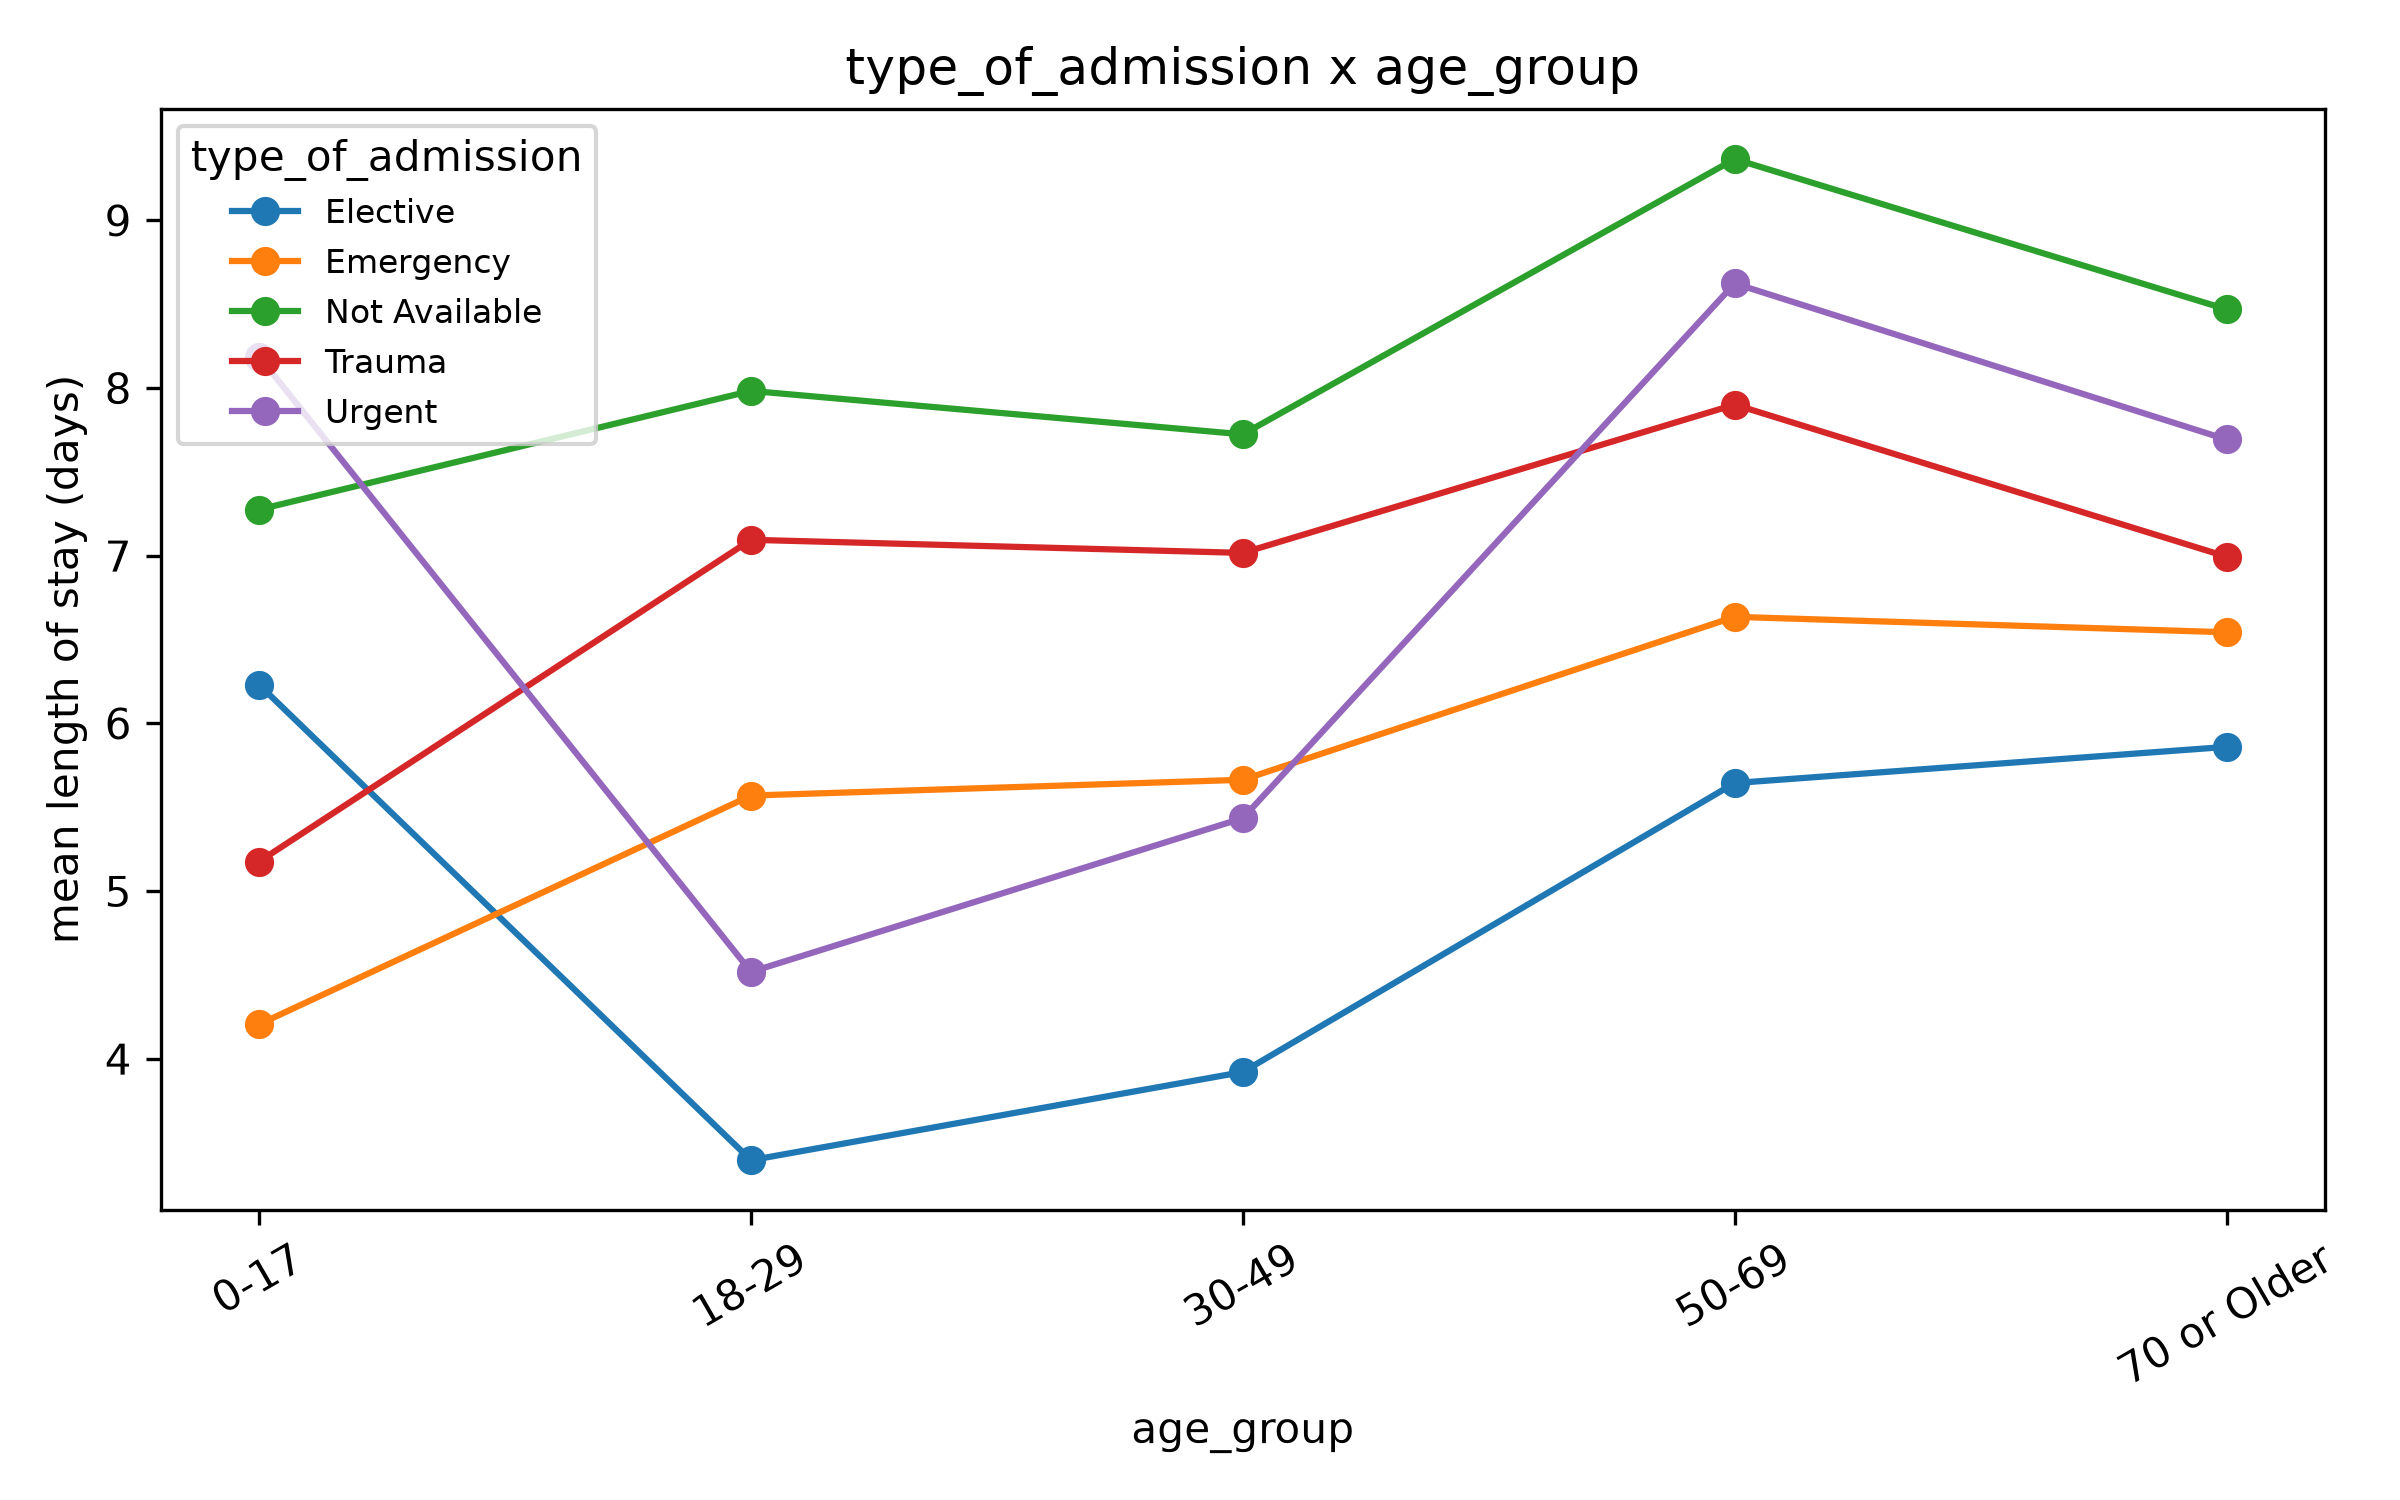 type_of_admission x age_group
type_of_admission
Elective
Emergency
Not Available
Trauma
Urgent
mean length of stay (days)
9
8
7
6
5
4
0-17
18-29
30-49
50-69
70 or Older
age_group